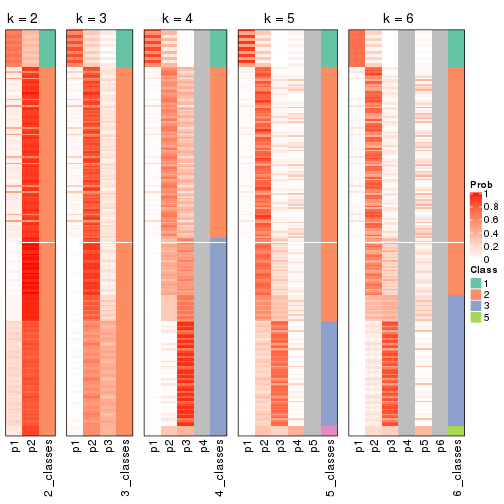 k = 2
k = 3
k = 4
k = 5
k = 6
p1
p2
2_classes
p1
p2
p3
3_classes
p1
p2
p3
p4
4_classes
p1
p2
p3
p4
p5
5_classes
p1
p2
p3
p4
p5
p6
6_classes
Prob
1
0.8
0.6
0.4
0.2
0
Class
1
2
3
5